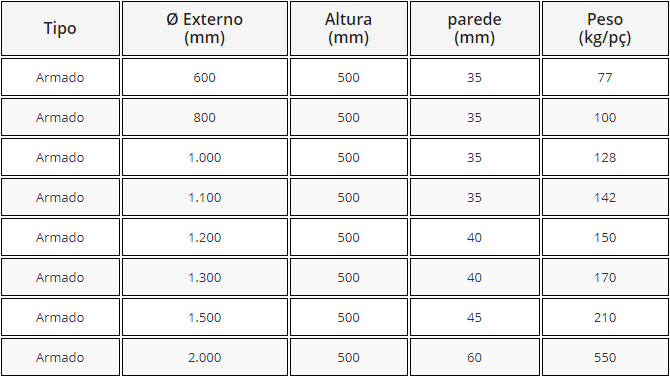 Tipo Ø Externo (mm) Altura (mm) parede (mm) Peso (kg/pç)
Armado 600 500 35 77
Armado 800 500 35 100
Armado 1.000 500 35 128
Armado 1.100 500 35 142
Armado 1.200 500 40 150
Armado 1.300 500 40 170
Armado 1.500 500 45 210
Armado 2.000 500 60 550